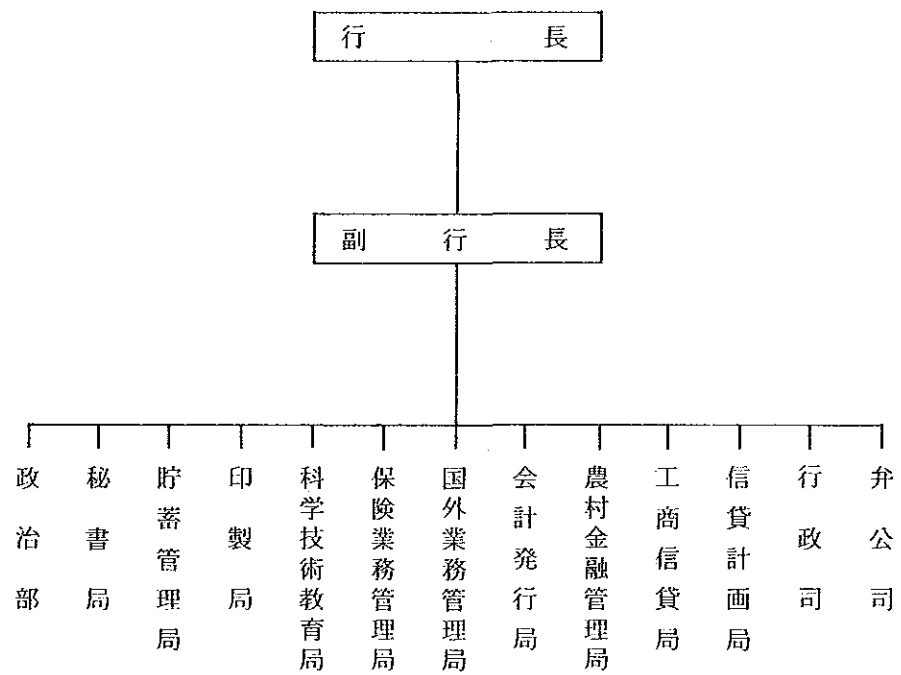 行長
副行長
政治部
秘書局
貯蓄管理局
印製局
科学技術教育局
保険業務管理局
国外業務管理局
会計発行局
農村金融管理局
工商信貸局
信貸計画局
行政司
弁公司